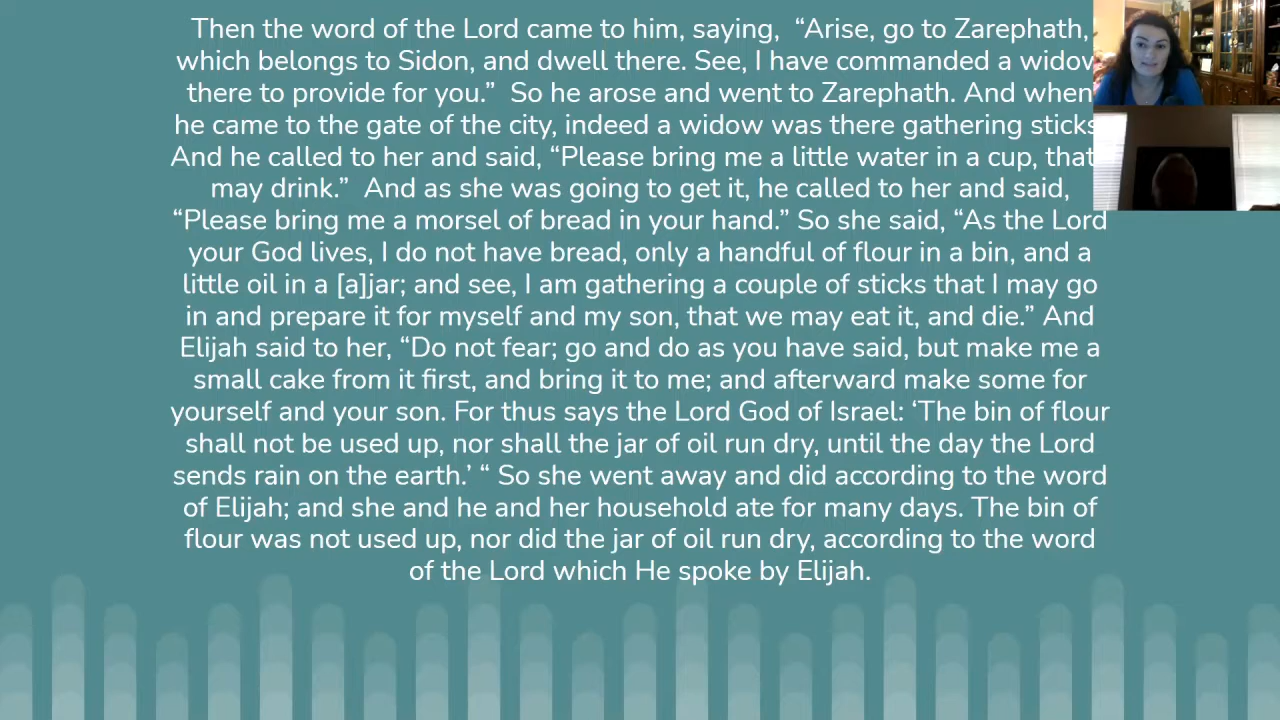 Then the word of the Lord came to him, saying,  “Arise, go to Zarephath,
which belongs to Sidon, and dwell there. See, I have commanded a widow
there to provide for you.”  So he arose and went to Zarephath. And when
he came to the gate of the city, indeed a widow was there gathering sticks
And he called to her and said, “Please bring me a little water in a cup, that
may drink.”  And as she was going to get it, he called to her and said,
“Please bring me a morsel of bread in your hand.” So she said, “As the Lord
your God lives, I do not have bread, only a handful of flour in a bin, and a
little oil in a [a]jar; and see, I am gathering a couple of sticks that I may go
in and prepare it for myself and my son, that we may eat it, and die.” And
Elijah said to her, “Do not fear; go and do as you have said, but make me a
small cake from it first, and bring it to me; and afterward make some for
yourself and your son. For thus says the Lord God of Israel: ‘The bin of flour
shall not be used up, nor shall the jar of oil run dry, until the day the Lord
sends rain on the earth.’ “ So she went away and did according to the word
of Elijah; and she and he and her household ate for many days. The bin of
flour was not used up, nor did the jar of oil run dry, according to the word
of the Lord which He spoke by Elijah.